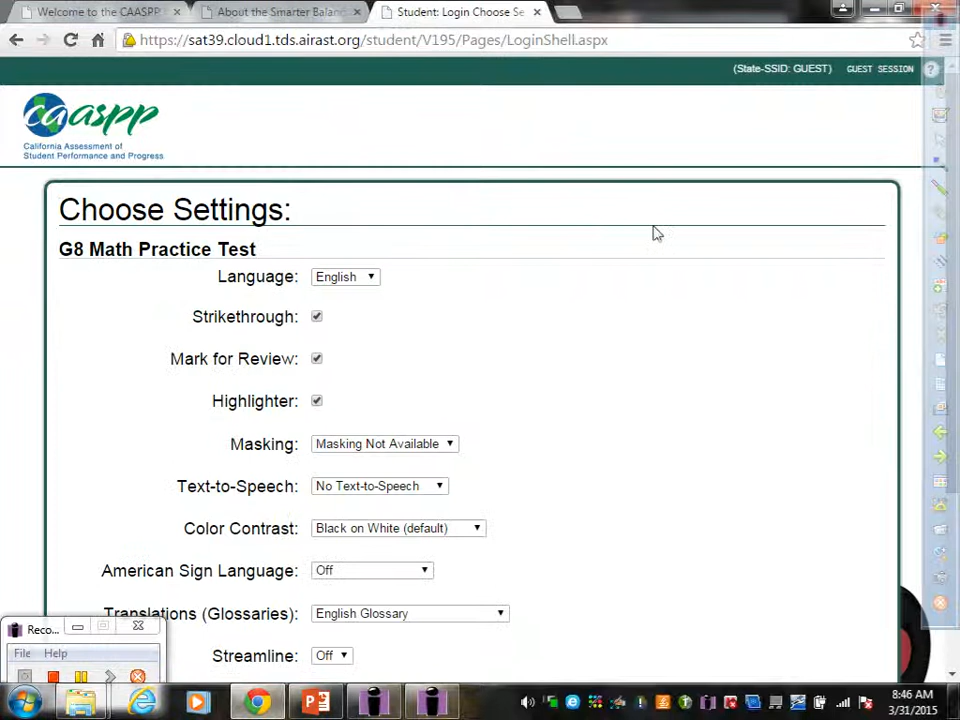 Welcome to the CAASPP
About the Smarter Balan
Student: Login Choose Se
https://sat39.cloud1.tds.airast.org/student/V195/Pages/LoginShell.aspx
(State-SSID: GUEST) GUEST SESSION ?
caaspp
California Assessment of
Student Performance and Progress
Choose Settings:
G8 Math Practice Test
Language: English
Strikethrough:
Mark for Review:
Highlighter:
Masking: Masking Not Available
Text-to-Speech: No Text-to-Speech
Color Contrast: Black on White (default)
American Sign Language: Off
Translations (Glossaries): English Glossary
Streamline: Off
Reco...
File Help
8:46 AM
3/31/2015